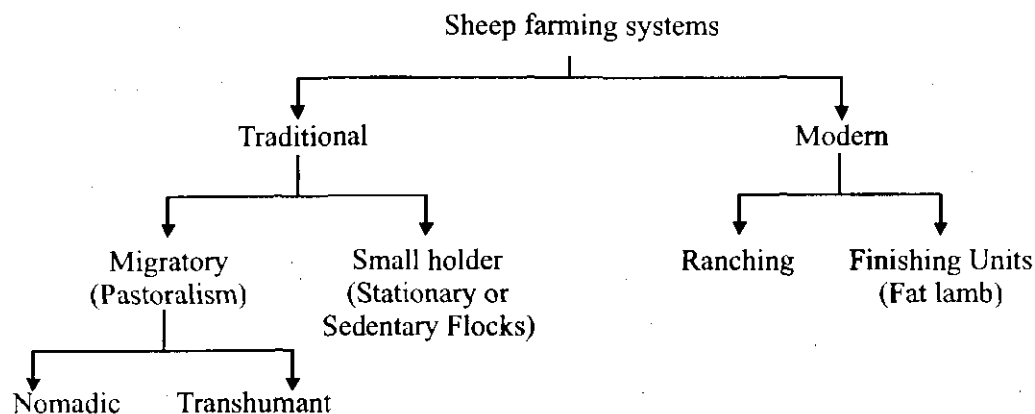 Sheep farming systems
Traditional
Modern
Migratory
(Pastoralism)
Small holder
(Stationary or
Sedentary Flocks)
Ranching
Finishing Units
(Fat lamb)
Nomadic
Transhumant